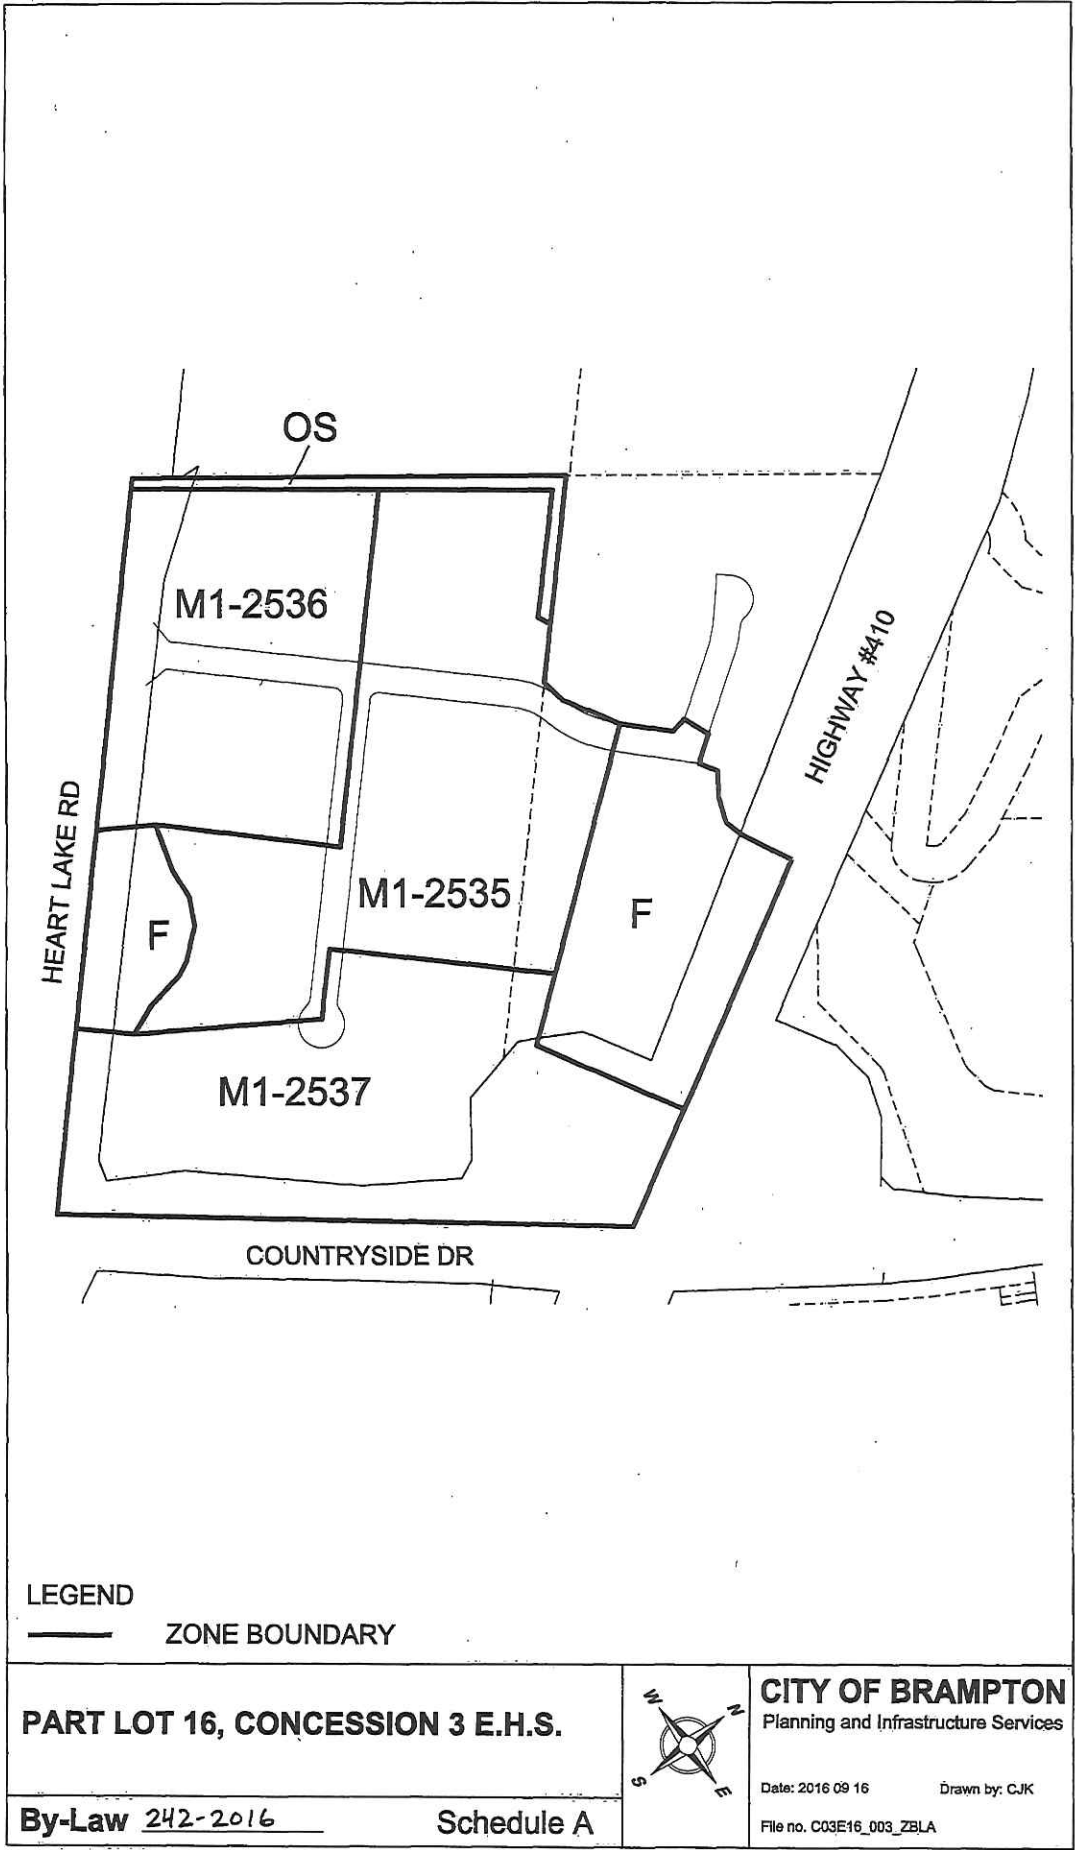 OS
M1-2536
HIGHWAY #410
HEART LAKE RD
M1-2535
F
F
M1-2537
COUNTRYSIDE DR
LEGEND
ZONE BOUNDARY
PART LOT 16, CONCESSION 3 E.H.S.
By-Law 242-2016
Schedule A
W
N
S
E
CITY OF BRAMPTON
Planning and Infrastructure Services
Date: 2016 09 16
Drawn by: CJK
File no. C03E16_003_ZBLA